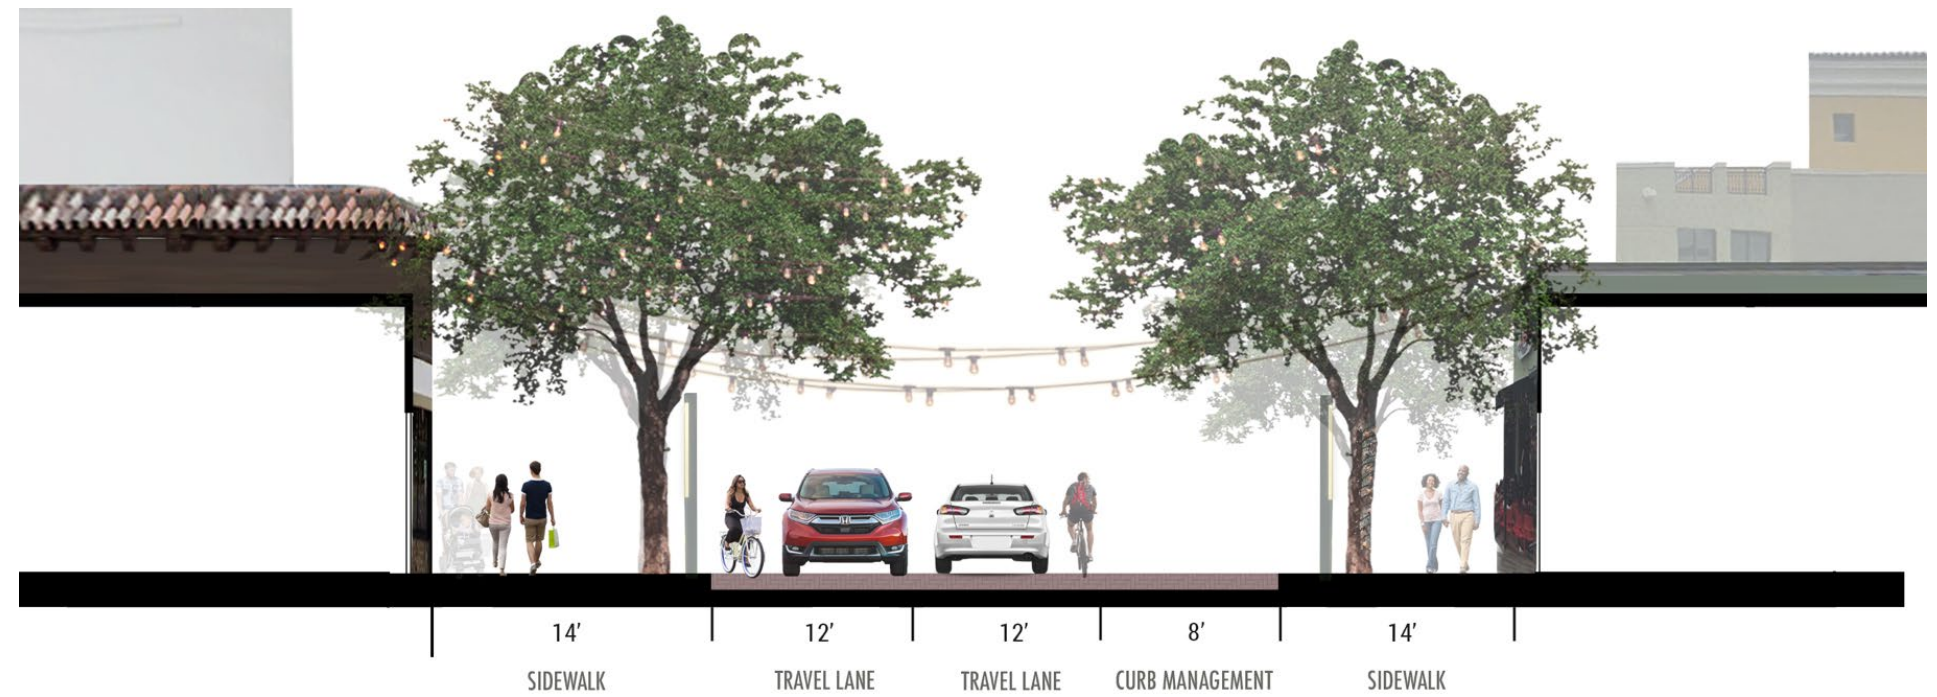 14’ 12’ 12’ 8’ 14’
SIDEWALK TRAVEL LANE TRAVEL LANE CURB MANAGEMENT SIDEWALK